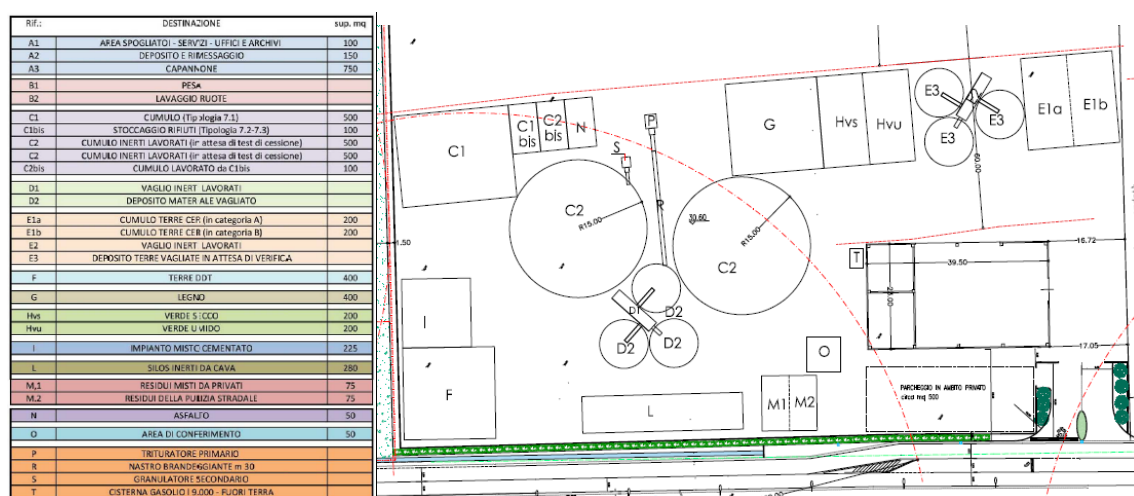 Rif.: DESTINAZIONE sup. mq
A1 AREA SPOGLIATOI - SERVIZI - UFFICI E ARCHIVI 100
A2 DEPOSITO E RIMESSAGGIO 150
A3 CAPANNONE 750
B1 PESA
B2 LAVAGGIO RUOTE
C1 CUMULO (Tipologia 7.1) 500
C1bis STOCCAGGIO RIFIUTI (Tipologia 7.2-7.3) 100
C2 CUMULO INERTI LAVORATI (in attesa di test di cessione) 500
C2 CUMULO INERTI LAVORATI (in attesa di test di cessione) 500
C2bis CUMULO LAVORATO da C1bis 100
D1 VAGLIO INERTI LAVORATI
D2 DEPOSITO MATERIALE VAGLIATO
E1a CUMULO TERRE CER (in categoria A) 200
E1b CUMULO TERRE CER (in categoria B) 200
E2 VAGLIO INERTI LAVORATI
E3 DEPOSITO TERRE VAGLIATE IN ATTESA DI VERIFICA
F TERRE DDT 400
G LEGNO 400
Hvs VERDE SECCO 200
Hvu VERDE UMIDO 200
I IMPIANTO MISTO CEMENTATO 225
L SILOS INERTI DA CAVA 280
M,1 RESIDUI MISTI DA PRIVATI 75
M.2 RESIDUI DELLA PULIZIA STRADALE 75
N ASFALTO 50
O AREA DI CONFERIMENTO 50
P TRITURATORE PRIMARIO
R NASTRO BRANDEGGIANTE m 30
S GRANULATORE SECONDARIO
T CISTERNA GASOLIO l 9.000 - FUORI TERRA
C1
C1
bis
C2
bis
N
P
S
R
G
Hvs
Hvu
E3
E3
E3
E1a
E1b
60.00
C2
R15.00
30.60
R15.00
C2
1.50
T
39.50
16.72
I
D1
D2
D2
D2
O
17.05
F
L
M1
M2
PARCHEGGIO IN AMBITO PRIVATO
circa mq 500